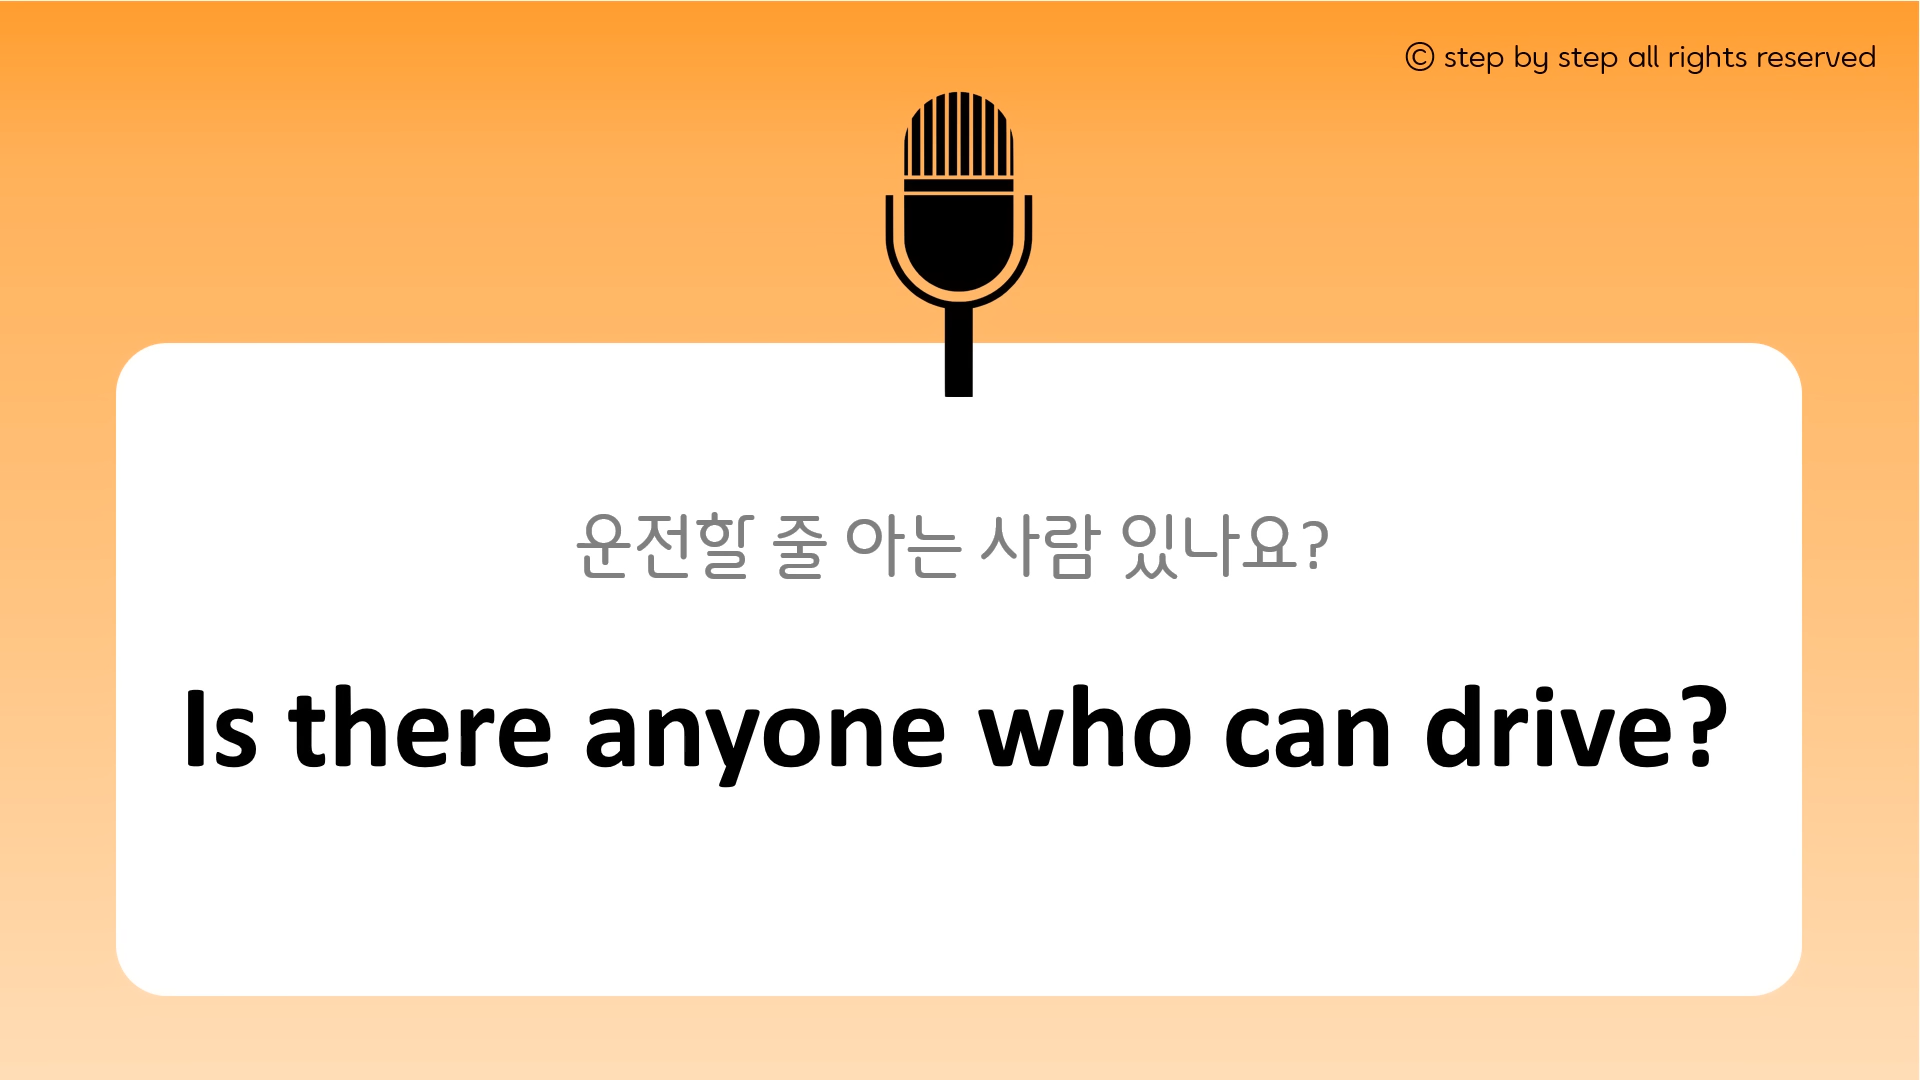 © step by step all rights reserved
운전할 줄 아는 사람 있나요?
Is there anyone who can drive?